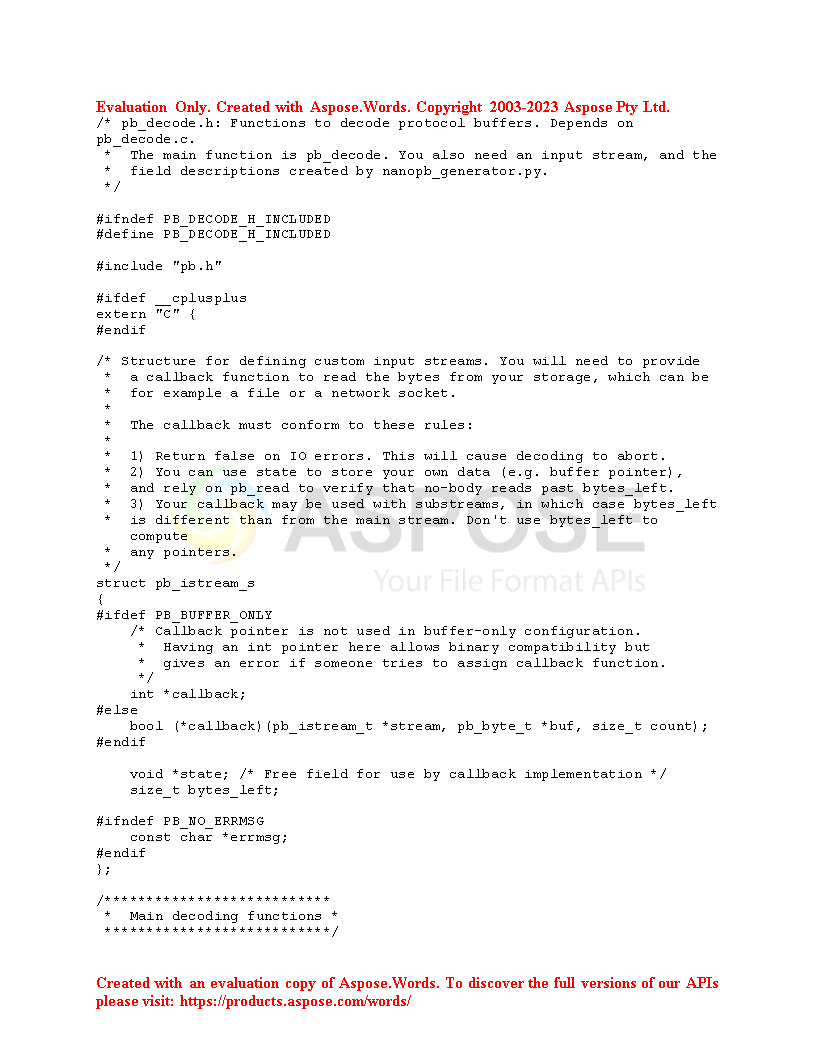 Evaluation Only. Created with Aspose.Words. Copyright 2003-2023 Aspose Pty Ltd.
/* pb_decode.h: Functions to decode protocol buffers. Depends on
pb_decode.c.
 *  The main function is pb_decode. You also need an input stream, and the
 *  field descriptions created by nanopb_generator.py.
 */

#ifndef PB_DECODE_H_INCLUDED
#define PB_DECODE_H_INCLUDED

#include "pb.h"

#ifdef __cplusplus
extern "C" {
#endif

/* Structure for defining custom input streams. You will need to provide
 *  a callback function to read the bytes from your storage, which can be
 *  for example a file or a network socket.
 *
 *  The callback must conform to these rules:
 *
 *  1) Return false on IO errors. This will cause decoding to abort.
 *  2) You can use state to store your own data (e.g. buffer pointer),
 *  and rely on pb_read to verify that no-body reads past bytes_left.
 *  3) Your callback may be used with substreams, in which case bytes_left
 *  is different than from the main stream. Don't use bytes_left to
    compute
 *  any pointers.
 */
ASPOSE
Your File Format APIs
struct pb_istream_s
{
#ifdef PB_BUFFER_ONLY
    /* Callback pointer is not used in buffer-only configuration.
     *  Having an int pointer here allows binary compatibility but
     *  gives an error if someone tries to assign callback function.
     */
    int *callback;
#else
    bool (*callback)(pb_istream_t *stream, pb_byte_t *buf, size_t count);
#endif

    void *state; /* Free field for use by callback implementation */
    size_t bytes_left;

#ifndef PB_NO_ERRMSG
    const char *errmsg;
#endif
};

/***************************
 *  Main decoding functions *
 ***************************/

Created with an evaluation copy of Aspose.Words. To discover the full versions of our APIs
please visit: https://products.aspose.com/words/